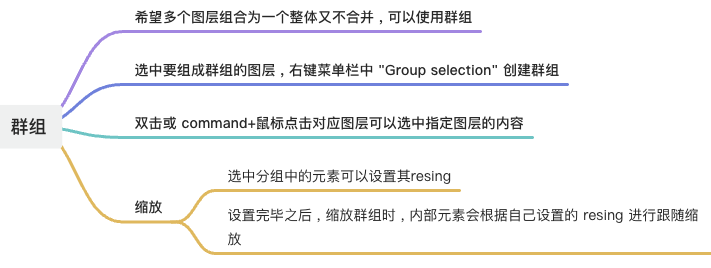 希望多个图层组合为一个整体又不合并，可以使用群组
选中要组成群组的图层，右键菜单栏中 "Group selection" 创建群组
群组
双击或 command+鼠标点击对应图层可以选中指定图层的内容
缩放
选中分组中的元素可以设置其resing
设置完毕之后，缩放群组时，内部元素会根据自己设置的 resing 进行跟随缩
放